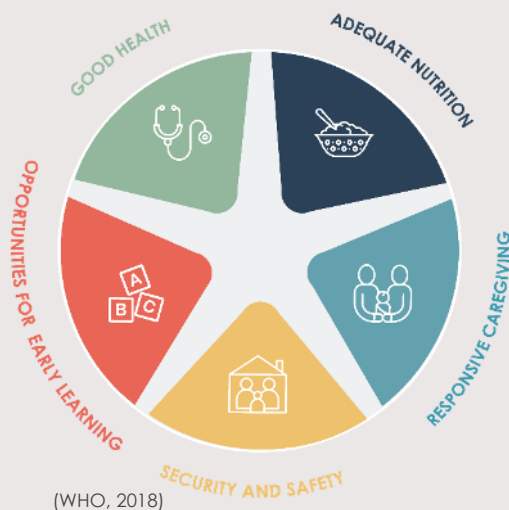 GOOD HEALTH
ADEQUATE NUTRITION
RESPONSIVE CAREGIVING
SECURITY AND SAFETY
OPPORTUNITIES FOR EARLY LEARNING
A
B
C
(WHO, 2018)